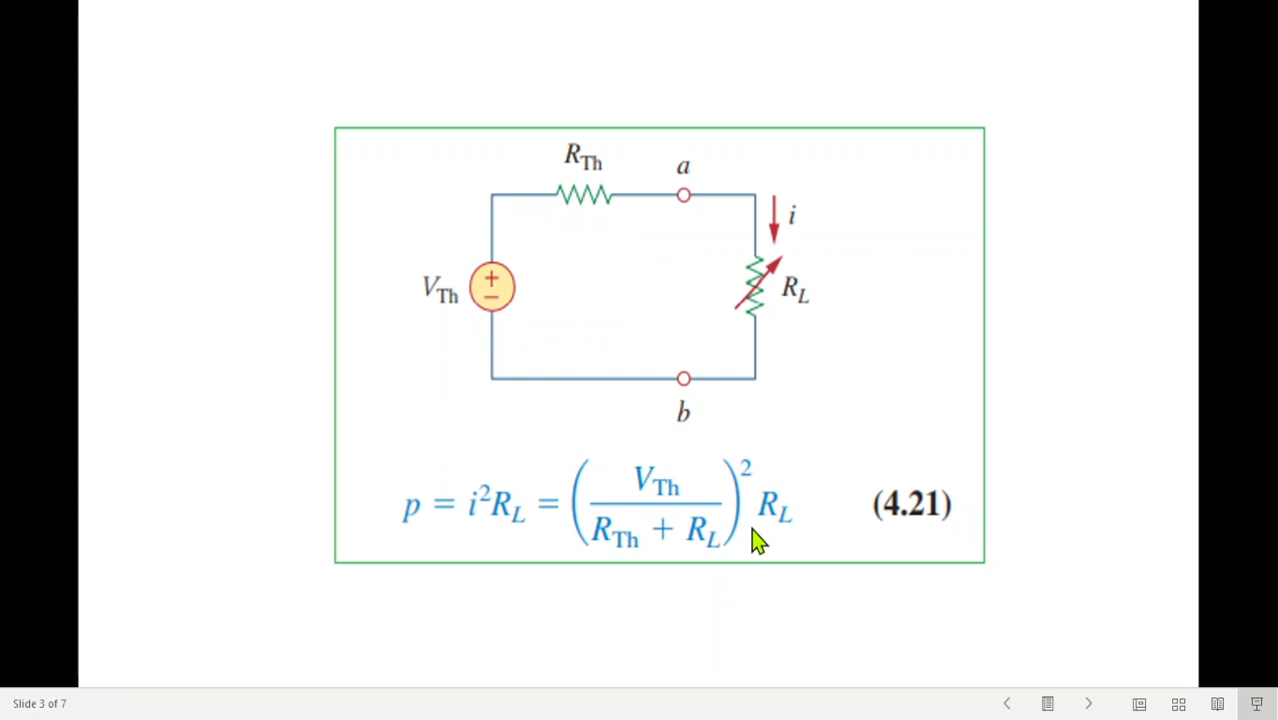 R_Th
a
i
V_Th
+
−
R_L
b
p = i²R_L = (V_Th / (R_Th + R_L))² R_L (4.21)
Slide 3 of 7